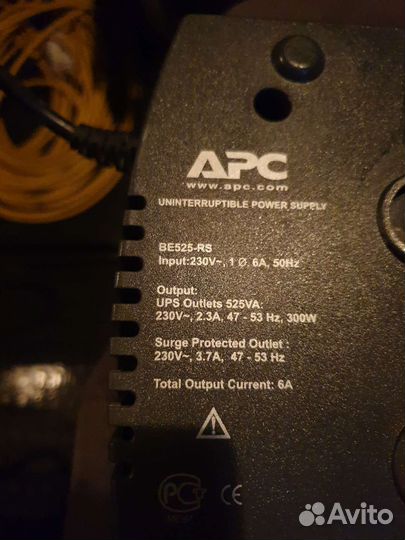 APC
www.apc.com
UNINTERRUPTIBLE POWER SUPPLY
BE525-RS
Input:230V~, 1 Ø, 6A, 50Hz
Output:
UPS Outlets 525VA:
230V~, 2.3A, 47 - 53 Hz, 300W
Surge Protected Outlet :
230V~, 3.7A, 47 - 53 Hz
Total Output Current: 6A
PC CE
Avito